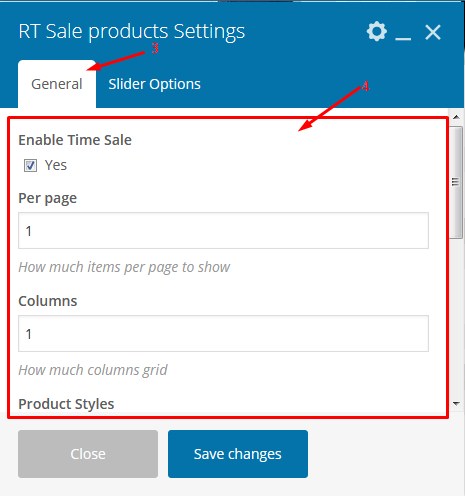 RT Sale products Settings
3
General
Slider Options
4
Enable Time Sale
Yes
Per page
1
How much items per page to show
Columns
1
How much columns grid
Product Styles
Close
Save changes